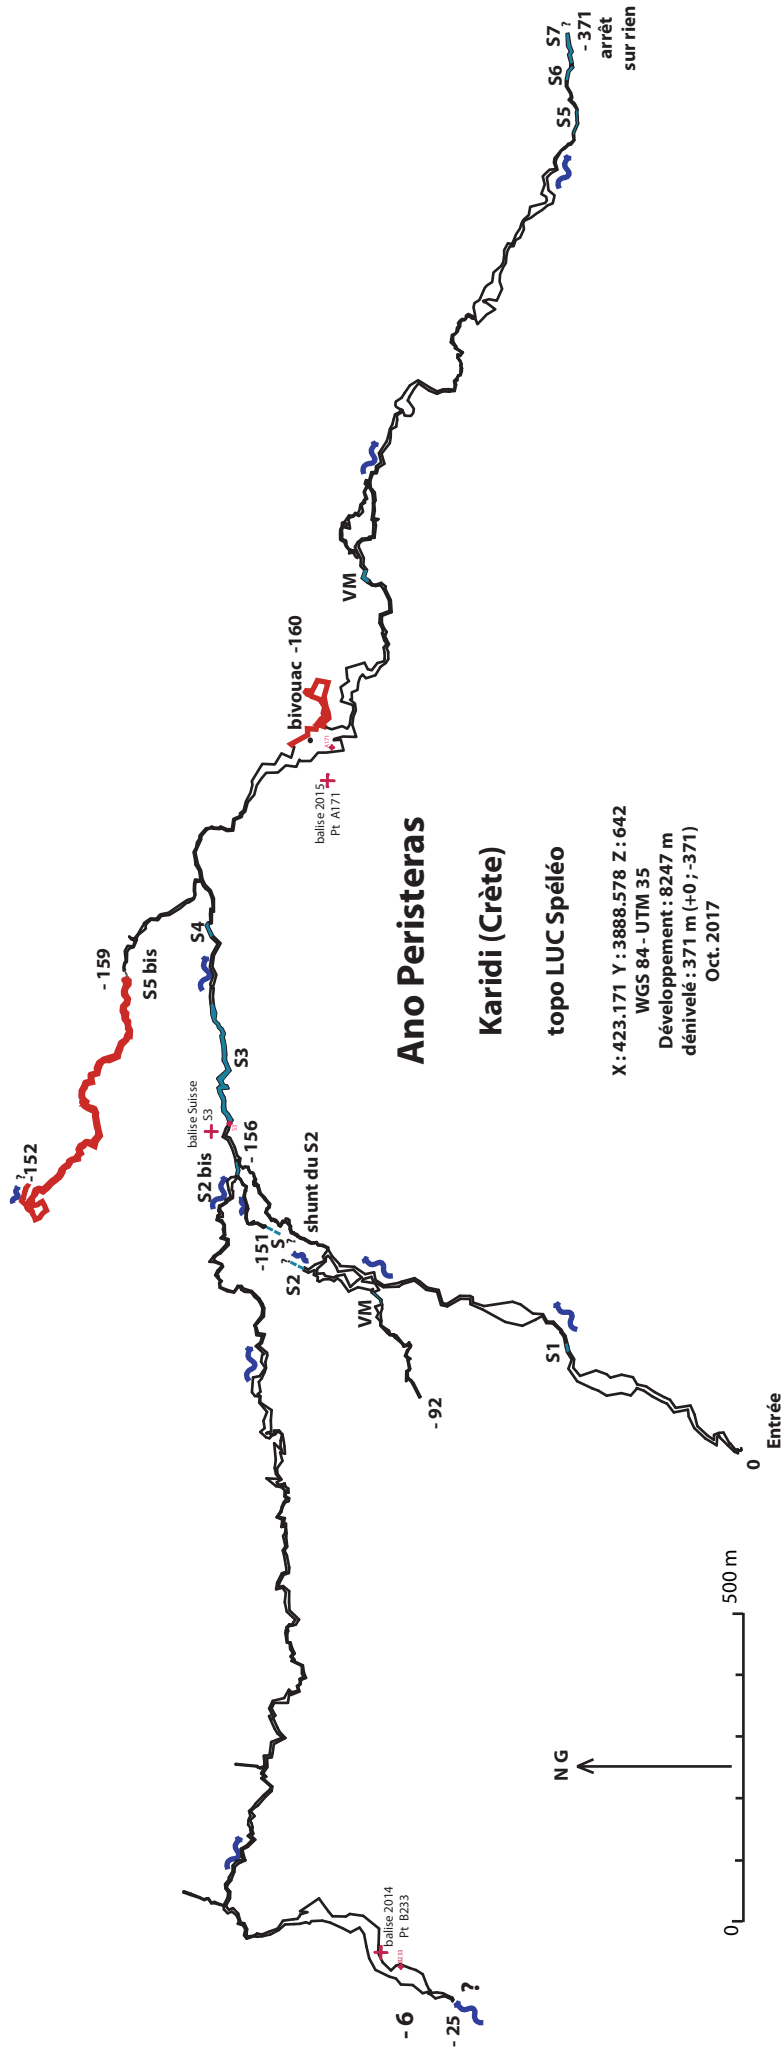 Ano Peristeras
Karidi (Crète)
topo LUC Spéléo
X : 423.171 Y : 3888.578 Z : 642
WGS 84 - UTM 35
Développement : 8247 m
dénivelé : 371 m (+0 ; -371)
Oct. 2017
- 6
- 25
?
balise 2014
Pt B233
B233
N G
0
500 m
0
Entrée
S1
- 92
VM
S2
?
shunt du S2
-151
S
?
S2 bis
- 156
balise Suisse
S3
S3
S3
-152
?
S5 bis
- 159
S4
balise 2015
Pt A171
A171
bivouac -160
VM
S5
S6
S7
?
- 371
arrêt
sur rien